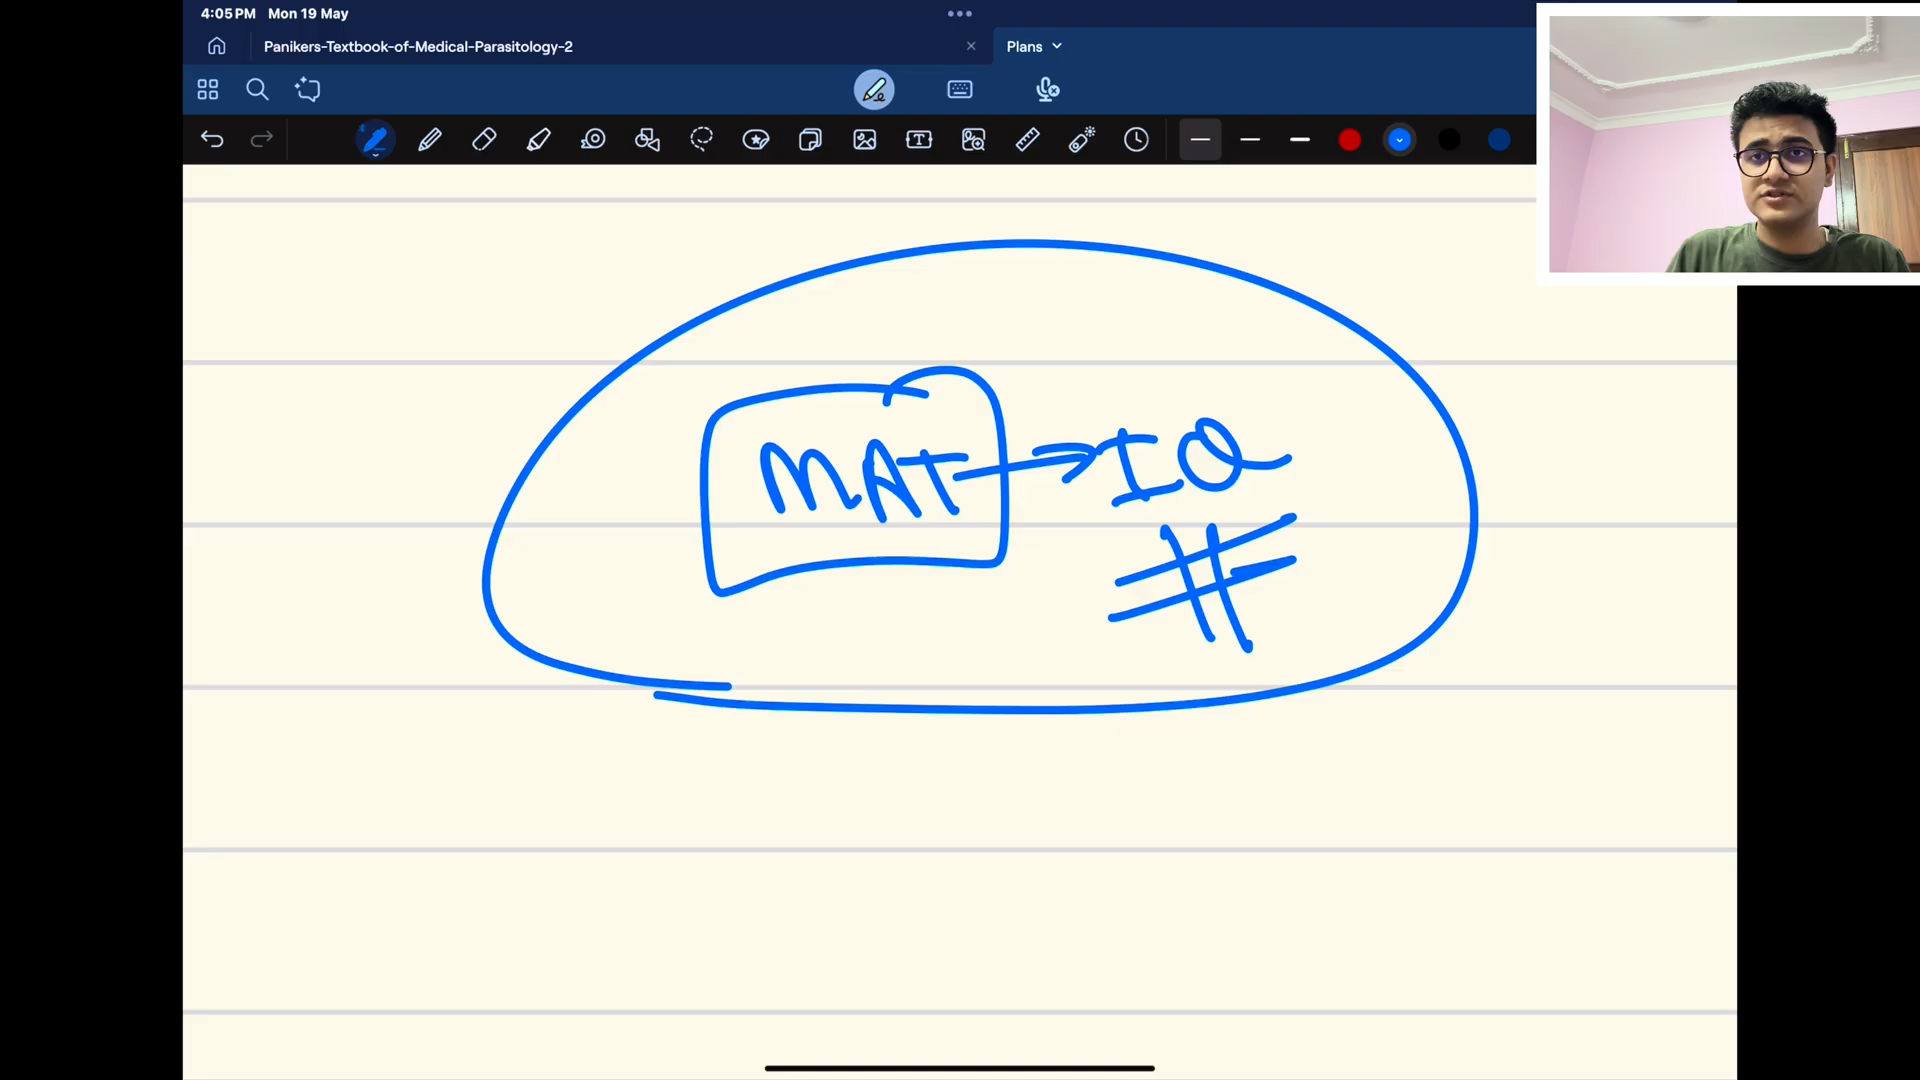 4:05 PM Mon 19 May
Panikers-Textbook-of-Medical-Parasitology-2
Plans
MAT → IQ